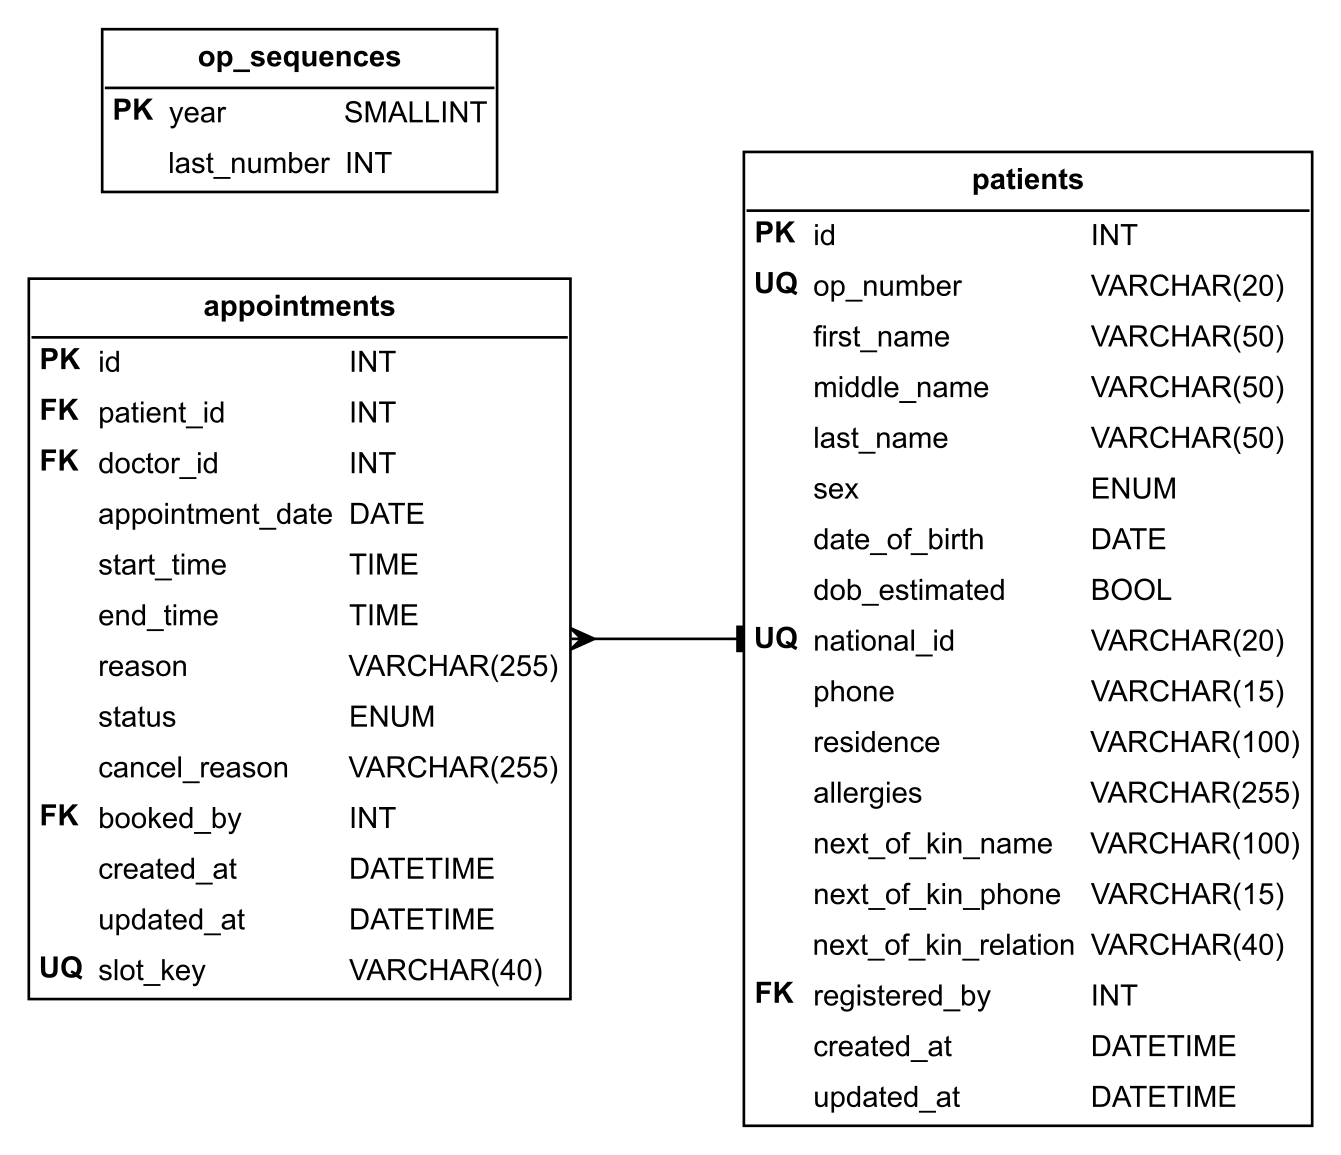 op_sequences
PK year SMALLINT
last_number INT
appointments
PK id INT
FK patient_id INT
FK doctor_id INT
appointment_date DATE
start_time TIME
end_time TIME
reason VARCHAR(255)
status ENUM
cancel_reason VARCHAR(255)
FK booked_by INT
created_at DATETIME
updated_at DATETIME
UQ slot_key VARCHAR(40)
patients
PK id INT
UQ op_number VARCHAR(20)
first_name VARCHAR(50)
middle_name VARCHAR(50)
last_name VARCHAR(50)
sex ENUM
date_of_birth DATE
dob_estimated BOOL
UQ national_id VARCHAR(20)
phone VARCHAR(15)
residence VARCHAR(100)
allergies VARCHAR(255)
next_of_kin_name VARCHAR(100)
next_of_kin_phone VARCHAR(15)
next_of_kin_relation VARCHAR(40)
FK registered_by INT
created_at DATETIME
updated_at DATETIME